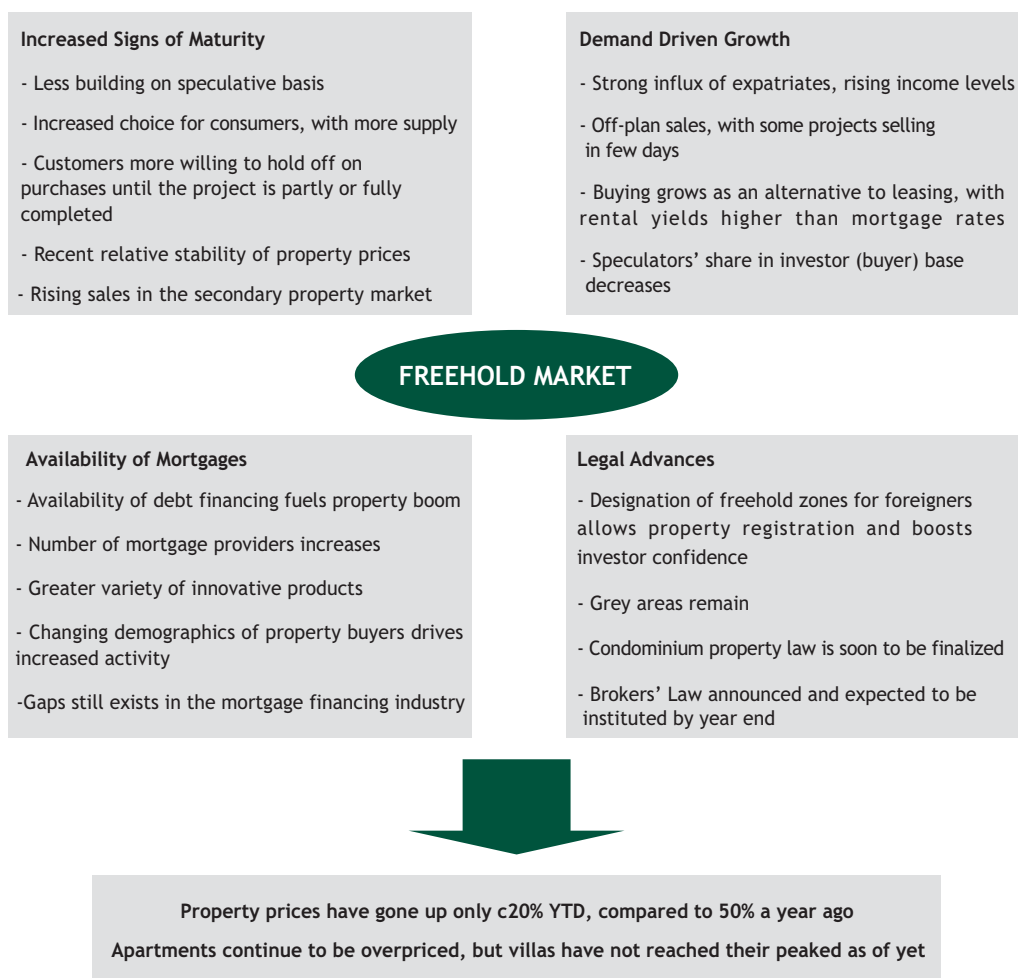 Increased Signs of Maturity
- Less building on speculative basis
- Increased choice for consumers, with more supply
- Customers more willing to hold off on
purchases until the project is partly or fully
completed
- Recent relative stability of property prices
- Rising sales in the secondary property market
Demand Driven Growth
- Strong influx of expatriates, rising income levels
- Off-plan sales, with some projects selling
in few days
- Buying grows as an alternative to leasing, with
rental yields higher than mortgage rates
- Speculators’ share in investor (buyer) base
decreases
FREEHOLD MARKET
Availability of Mortgages
- Availability of debt financing fuels property boom
- Number of mortgage providers increases
- Greater variety of innovative products
- Changing demographics of property buyers drives
increased activity
-Gaps still exists in the mortgage financing industry
Legal Advances
- Designation of freehold zones for foreigners
allows property registration and boosts
investor confidence
- Grey areas remain
- Condominium property law is soon to be finalized
- Brokers’ Law announced and expected to be
instituted by year end
Property prices have gone up only c20% YTD, compared to 50% a year ago
Apartments continue to be overpriced, but villas have not reached their peaked as of yet